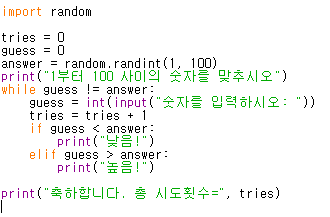 import random

tries = 0
guess = 0
answer = random.randint(1, 100)
print("1부터 100 사이의 숫자를 맞추시오")
while guess != answer:
    guess = int(input("숫자를 입력하시오: "))
    tries = tries + 1
    if guess < answer:
        print("낮음!")
    elif guess > answer:
        print("높음!")

print("축하합니다. 총 시도횟수=", tries)